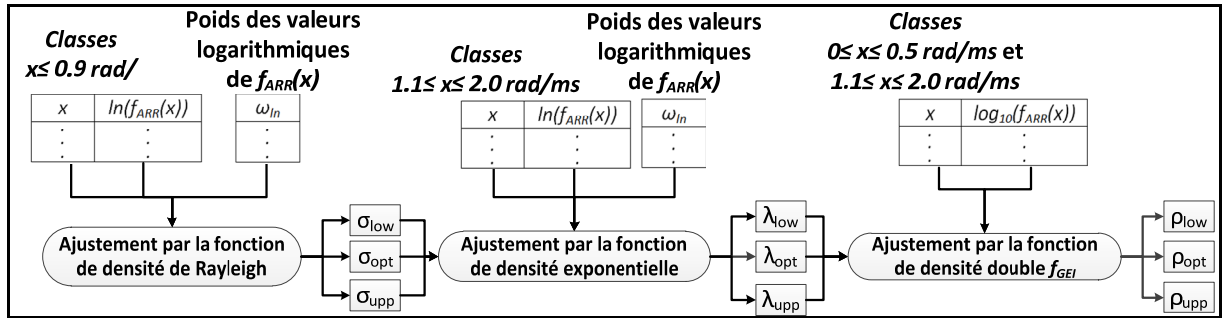 Classes
x≤ 0.9 rad/
Poids des valeurs
logarithmiques
de fARR(x)
x ln(fARR(x)) ωln
. . .
. . .
. . .
Ajustement par la fonction
de densité de Rayleigh
σlow
σopt
σupp
Classes
1.1≤ x≤ 2.0 rad/ms
Poids des valeurs
logarithmiques
de fARR(x)
x ln(fARR(x)) ωln
. . .
. . .
. . .
Ajustement par la fonction
de densité exponentielle
λlow
λopt
λupp
Classes
0≤ x≤ 0.5 rad/ms et
1.1≤ x≤ 2.0 rad/ms
x log10(fARR(x))
. .
. .
. .
Ajustement par la fonction
de densité double fGEI
ρlow
ρopt
ρupp